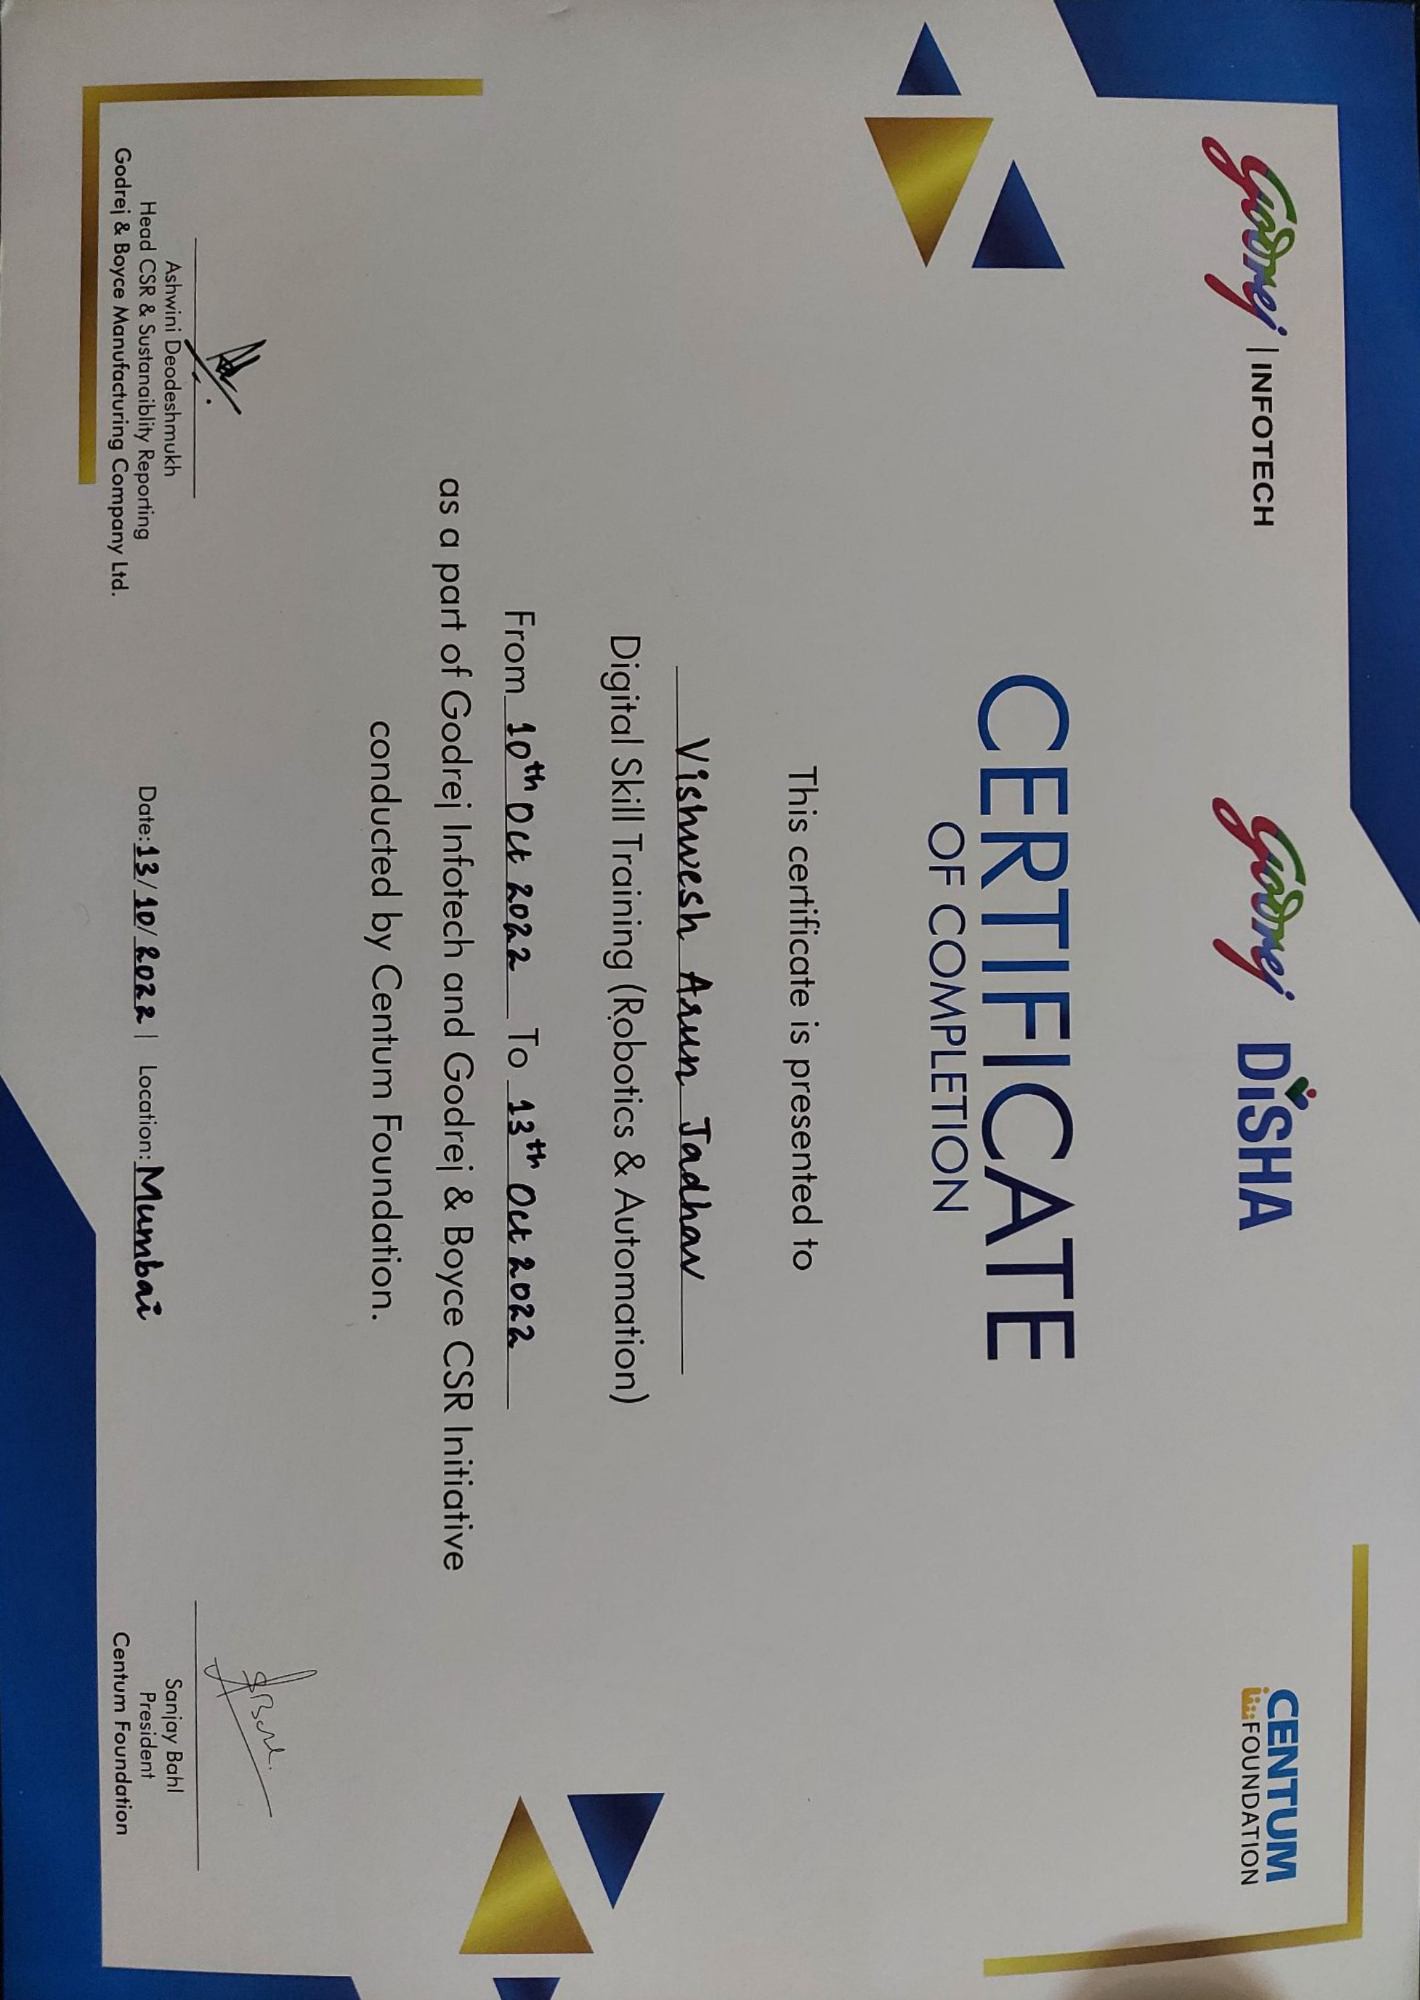 Godrej | INFOTECH
Godrej DiSHA
CENTUM
FOUNDATION
CERTIFICATE
OF COMPLETION
This certificate is presented to
Vishwesh Arun Jadhav
Digital Skill Training (Robotics & Automation)
From 10th Oct 2022 To 13th Oct 2022
as a part of Godrej Infotech and Godrej & Boyce CSR Initiative
conducted by Centum Foundation.
Ashwini Deodeshmukh
Head CSR & Sustanaiblity Reporting
Godrej & Boyce Manufacturing Company Ltd.
Date: 13/10/2022 | Location: Mumbai
Sanjay Bahl
President
Centum Foundation